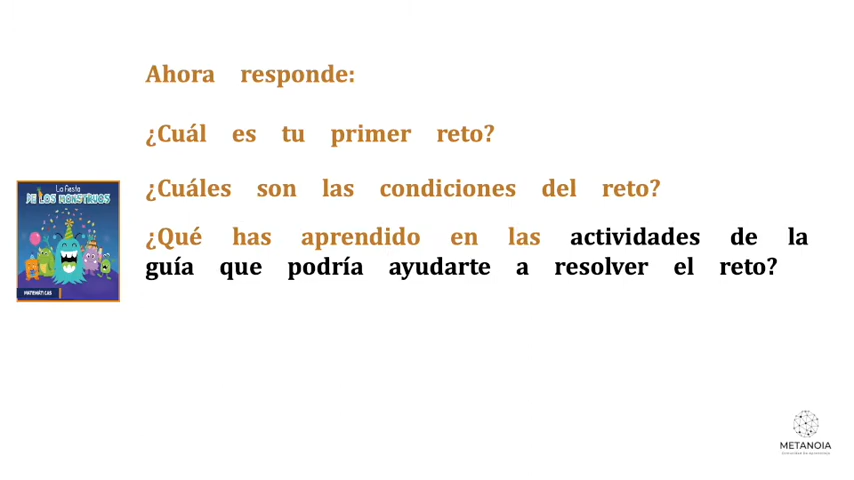 Ahora responde:
¿Cuál es tu primer reto?
¿Cuáles son las condiciones del reto?
¿Qué has aprendido en las actividades de la
guía que podría ayudarte a resolver el reto?
La fiesta
DE LOS MONSTRUOS
MATEMÁTICAS
METANOIA